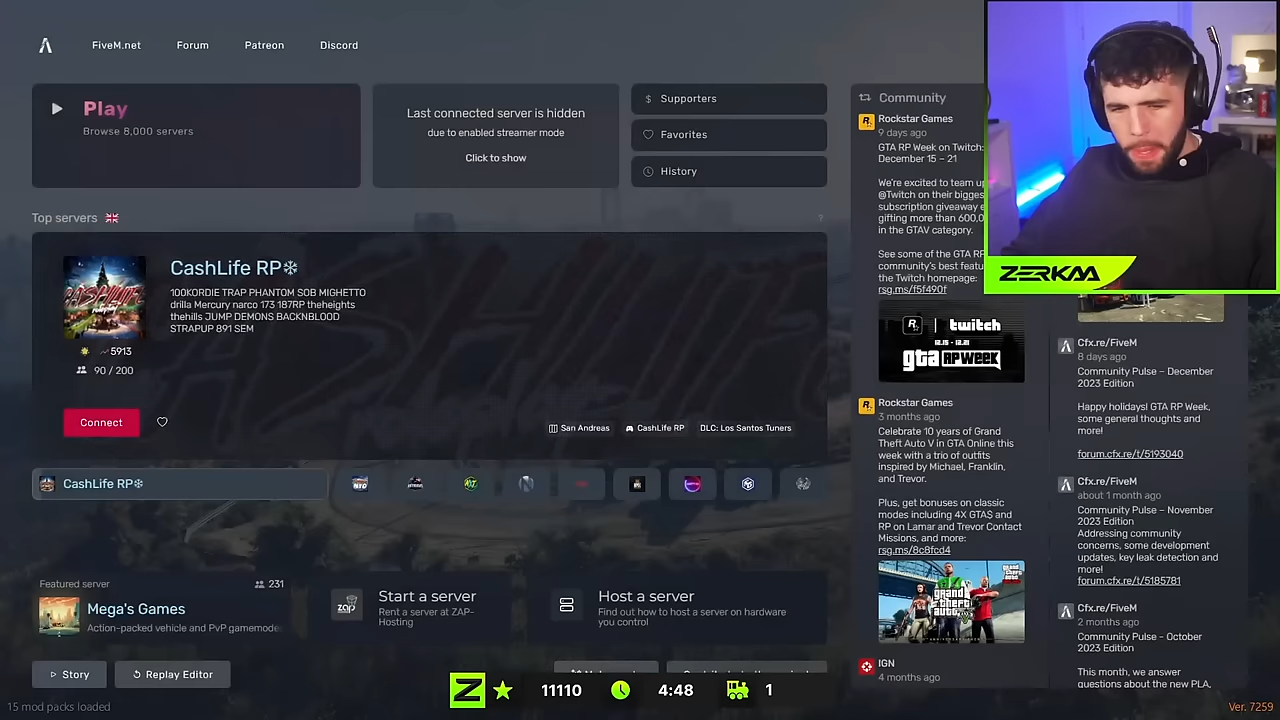 FiveM.net
Forum
Patreon
Discord
Play
Browse 8,000 servers
Last connected server is hidden
due to enabled streamer mode
Click to show
$ Supporters
Favorites
History
Top servers
?
CashLife RP❄
100KORDIE TRAP PHANTOM SOB MIGHETTO
drilla Mercury narco 173 187RP theheights
thehills JUMP DEMONS BACKNBLOOD
STRAPUP 891 SEM
5913
90 / 200
Connect
San Andreas
CashLife RP
DLC: Los Santos Tuners
CashLife RP❄
Featured server
231
Mega's Games
Action-packed vehicle and PvP gamemode
zap
Start a server
Rent a server at ZAP-
Hosting
Host a server
Find out how to host a server on hardware
you control
Story
Replay Editor
15 mod packs loaded
Community
Rockstar Games
9 days ago
GTA RP Week on Twitch:
December 15 – 21
We're excited to team up
@Twitch on their biggest
subscription giveaway e
gifting more than 600,0
in the GTAV category.
See some of the GTA RP
community's best featu
the Twitch homepage:
rsg.ms/f5f490f
R twitch
12.15 - 12.21
gta RP WEEK
Rockstar Games
3 months ago
Celebrate 10 years of Grand
Theft Auto V in GTA Online this
week with a trio of outfits
inspired by Michael, Franklin,
and Trevor.
Plus, get bonuses on classic
modes including 4X GTA$ and
RP on Lamar and Trevor Contact
Missions, and more:
rsg.ms/8c8fcd4
grand
theft
auto
IGN
4 months ago
Cfx.re/FiveM
8 days ago
Community Pulse – December
2023 Edition
Happy holidays! GTA RP Week,
some general thoughts and
more!
forum.cfx.re/t/5193040
Cfx.re/FiveM
about 1 month ago
Community Pulse – November
2023 Edition
Addressing community
concerns, some development
updates, key leak detection and
more!
forum.cfx.re/t/5185781
Cfx.re/FiveM
2 months ago
Community Pulse - October
2023 Edition
This month, we answer
questions about the new PLA,
ZERKAA
Z
11110
4:48
1
Ver. 7259